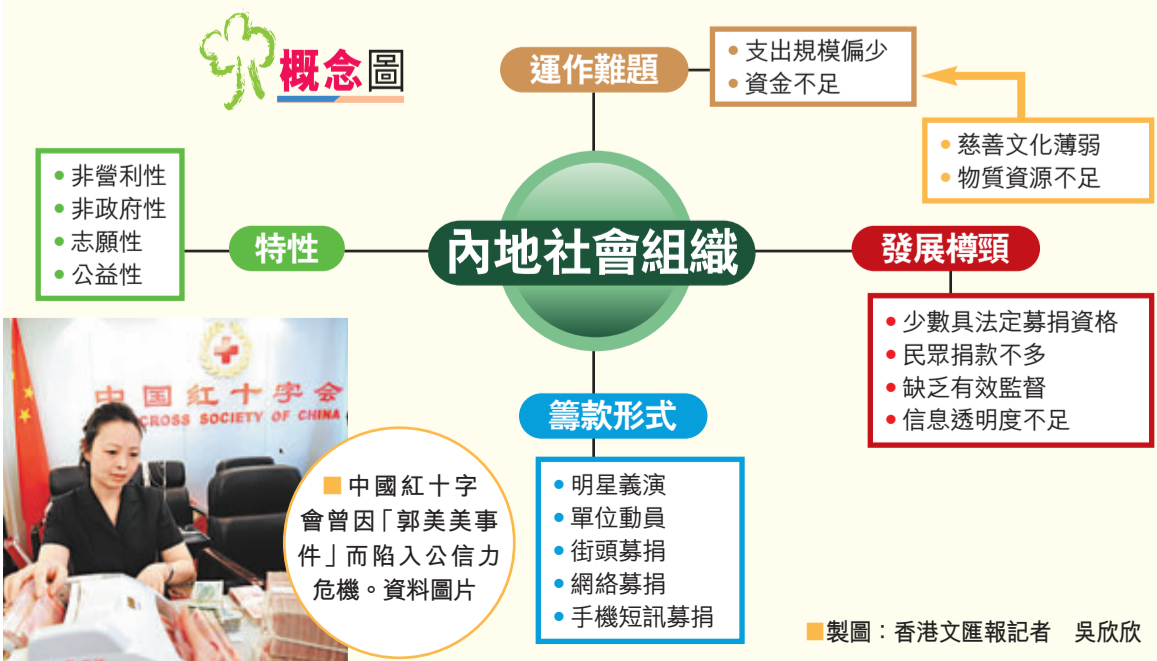 概念圖
運作難題
• 支出規模偏少
• 資金不足
• 慈善文化薄弱
• 物質資源不足
• 非營利性
• 非政府性
• 志願性
• 公益性
特性
內地社會組織
發展樽頸
• 少數具法定募捐資格
• 民眾捐款不多
• 缺乏有效監督
• 信息透明度不足
籌款形式
• 明星義演
• 單位動員
• 街頭募捐
• 網絡募捐
• 手機短訊募捐
中国红十字会
CROSS SOCIETY OF CHINA
■中國紅十字
會曾因「郭美美事
件」而陷入公信力
危機。資料圖片
■製圖：香港文匯報記者 吳欣欣